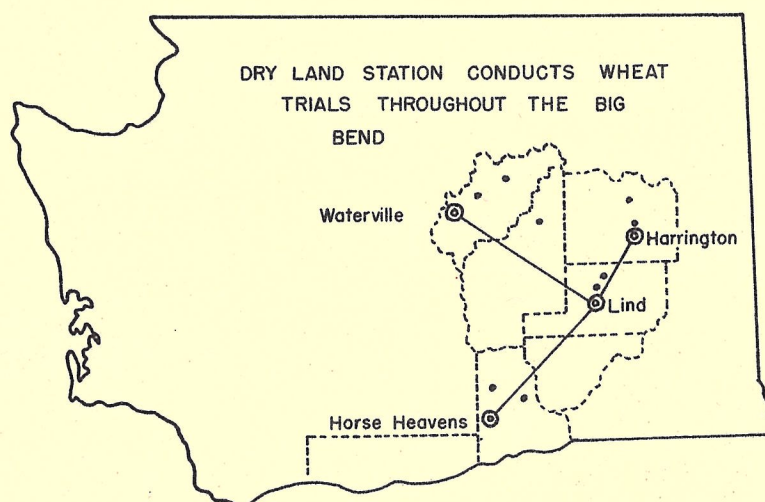 DRY LAND STATION CONDUCTS WHEAT
TRIALS THROUGHOUT THE BIG
BEND
Waterville
Harrington
Lind
Horse Heavens